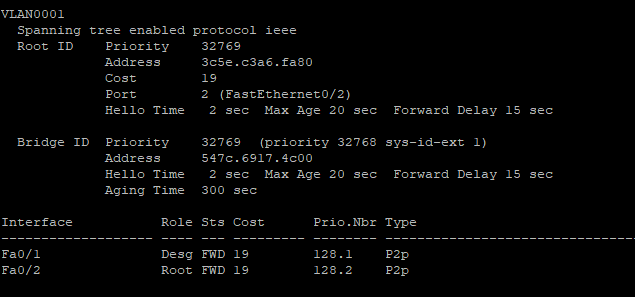 VLAN0001
  Spanning tree enabled protocol ieee
  Root ID    Priority    32769
             Address     3c5e.c3a6.fa80
             Cost        19
             Port        2 (FastEthernet0/2)
             Hello Time   2 sec  Max Age 20 sec  Forward Delay 15 sec

  Bridge ID  Priority    32769  (priority 32768 sys-id-ext 1)
             Address     547c.6917.4c00
             Hello Time   2 sec  Max Age 20 sec  Forward Delay 15 sec
             Aging Time  300 sec

Interface           Role Sts Cost      Prio.Nbr Type
------------------- ---- --- --------- -------- --------------------------------
Fa0/1               Desg FWD 19        128.1    P2p
Fa0/2               Root FWD 19        128.2    P2p